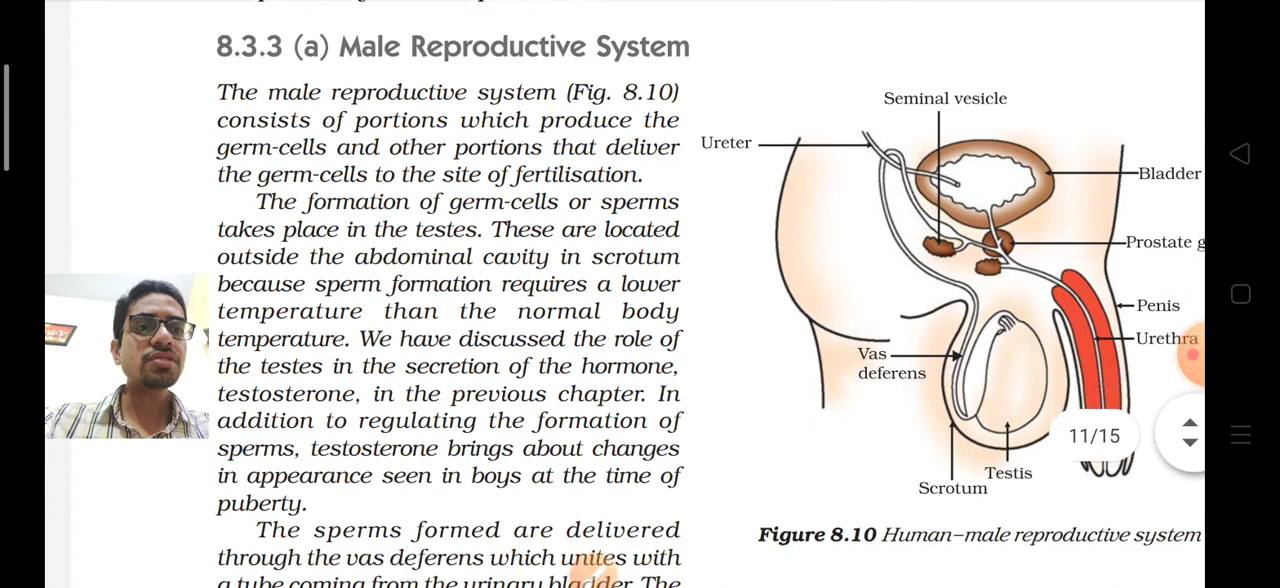 8.3.3 (a) Male Reproductive System
The male reproductive system (Fig. 8.10)
consists of portions which produce the
germ-cells and other portions that deliver
the germ-cells to the site of fertilisation.
The formation of germ-cells or sperms
takes place in the testes. These are located
outside the abdominal cavity in scrotum
because sperm formation requires a lower
temperature than the normal body
temperature. We have discussed the role of
the testes in the secretion of the hormone,
testosterone, in the previous chapter. In
addition to regulating the formation of
sperms, testosterone brings about changes
in appearance seen in boys at the time of
puberty.
The sperms formed are delivered
through the vas deferens which unites with
a tube coming from the urinary bladder. The
Seminal vesicle
Ureter
Bladder
Prostate g
Penis
Urethra
Vas
deferens
11/15
Testis
Scrotum
Figure 8.10 Human–male reproductive system